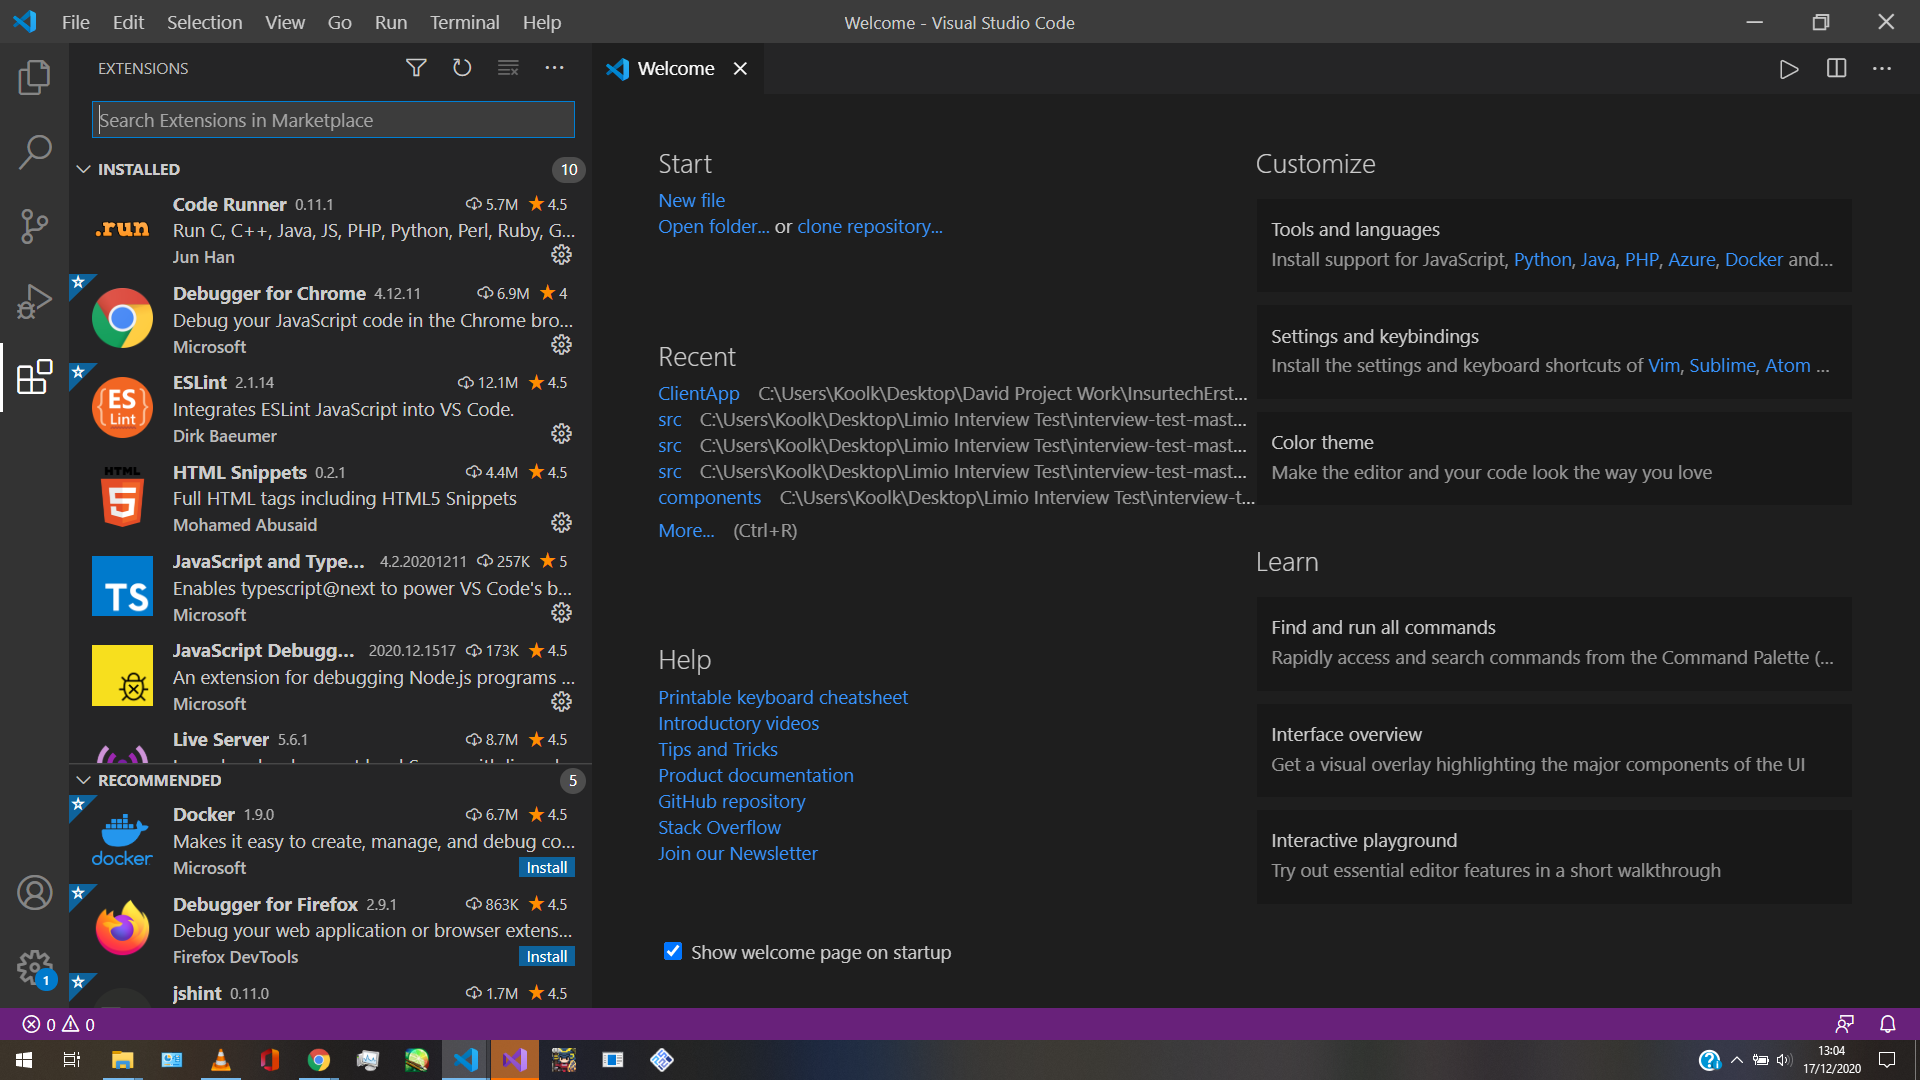 File Edit Selection View Go Run Terminal Help
Welcome - Visual Studio Code
EXTENSIONS
Search Extensions in Marketplace
INSTALLED 10
.run
Code Runner 0.11.1 5.7M 4.5
Run C, C++, Java, JS, PHP, Python, Perl, Ruby, G...
Jun Han
Debugger for Chrome 4.12.11 6.9M 4
Debug your JavaScript code in the Chrome bro...
Microsoft
ES
Lint
ESLint 2.1.14 12.1M 4.5
Integrates ESLint JavaScript into VS Code.
Dirk Baeumer
HTML
5
HTML Snippets 0.2.1 4.4M 4.5
Full HTML tags including HTML5 Snippets
Mohamed Abusaid
TS
JavaScript and Type... 4.2.20201211 257K 5
Enables typescript@next to power VS Code's b...
Microsoft
JavaScript Debugg... 2020.12.1517 173K 4.5
An extension for debugging Node.js programs ...
Microsoft
Live Server 5.6.1 8.7M 4.5
RECOMMENDED 5
docker
Docker 1.9.0 6.7M 4.5
Makes it easy to create, manage, and debug co...
Microsoft Install
Debugger for Firefox 2.9.1 863K 4.5
Debug your web application or browser extens...
Firefox DevTools Install
jshint 0.11.0 1.7M 4.5
Welcome
Start
New file
Open folder... or clone repository...
Recent
ClientApp C:\Users\Koolk\Desktop\David Project Work\InsurtechErst...
src C:\Users\Koolk\Desktop\Limio Interview Test\interview-test-mast...
src C:\Users\Koolk\Desktop\Limio Interview Test\interview-test-mast...
src C:\Users\Koolk\Desktop\Limio Interview Test\interview-test-mast...
components C:\Users\Koolk\Desktop\Limio Interview Test\interview-t...
More... (Ctrl+R)
Help
Printable keyboard cheatsheet
Introductory videos
Tips and Tricks
Product documentation
GitHub repository
Stack Overflow
Join our Newsletter
Show welcome page on startup
Customize
Tools and languages
Install support for JavaScript, Python, Java, PHP, Azure, Docker and...
Settings and keybindings
Install the settings and keyboard shortcuts of Vim, Sublime, Atom ...
Color theme
Make the editor and your code look the way you love
Learn
Find and run all commands
Rapidly access and search commands from the Command Palette (...
Interface overview
Get a visual overlay highlighting the major components of the UI
Interactive playground
Try out essential editor features in a short walkthrough
1
0 0
13:04
17/12/2020